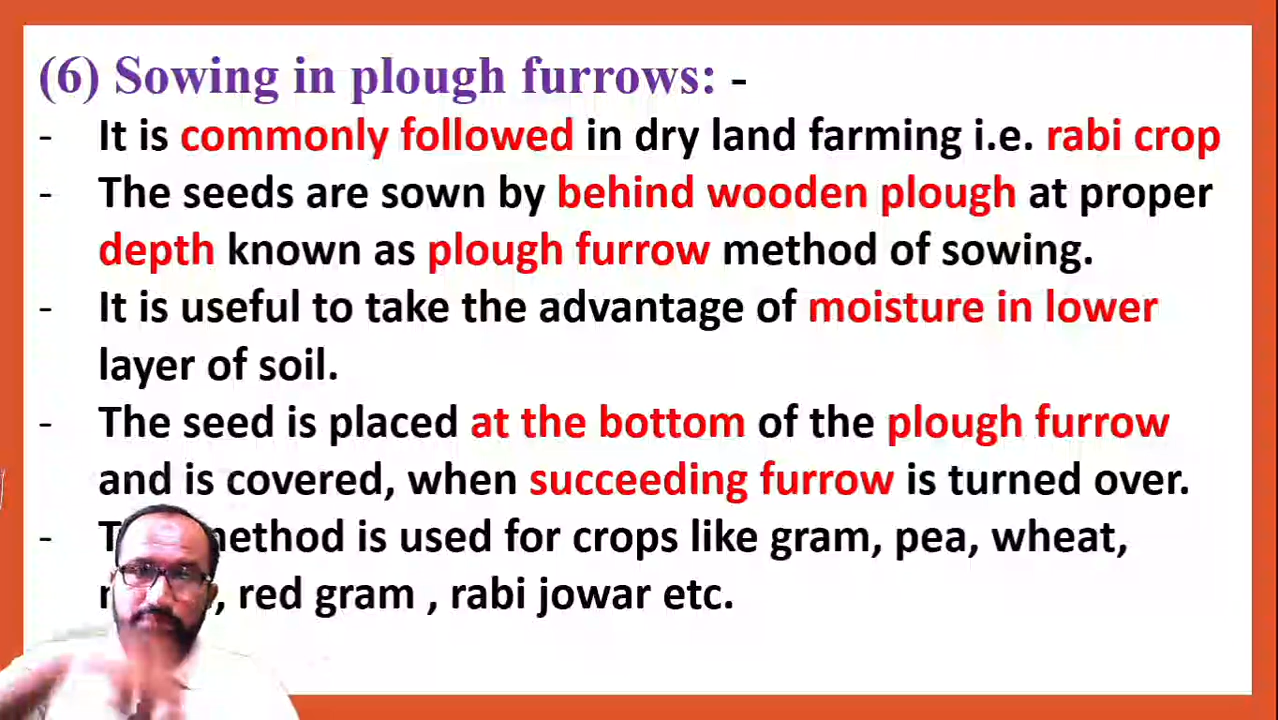 (6) Sowing in plough furrows: -
- It is commonly followed in dry land farming i.e. rabi crop
- The seeds are sown by behind wooden plough at proper
depth known as plough furrow method of sowing.
- It is useful to take the advantage of moisture in lower
layer of soil.
- The seed is placed at the bottom of the plough furrow
and is covered, when succeeding furrow is turned over.
- method is used for crops like gram, pea, wheat,
, red gram , rabi jowar etc.